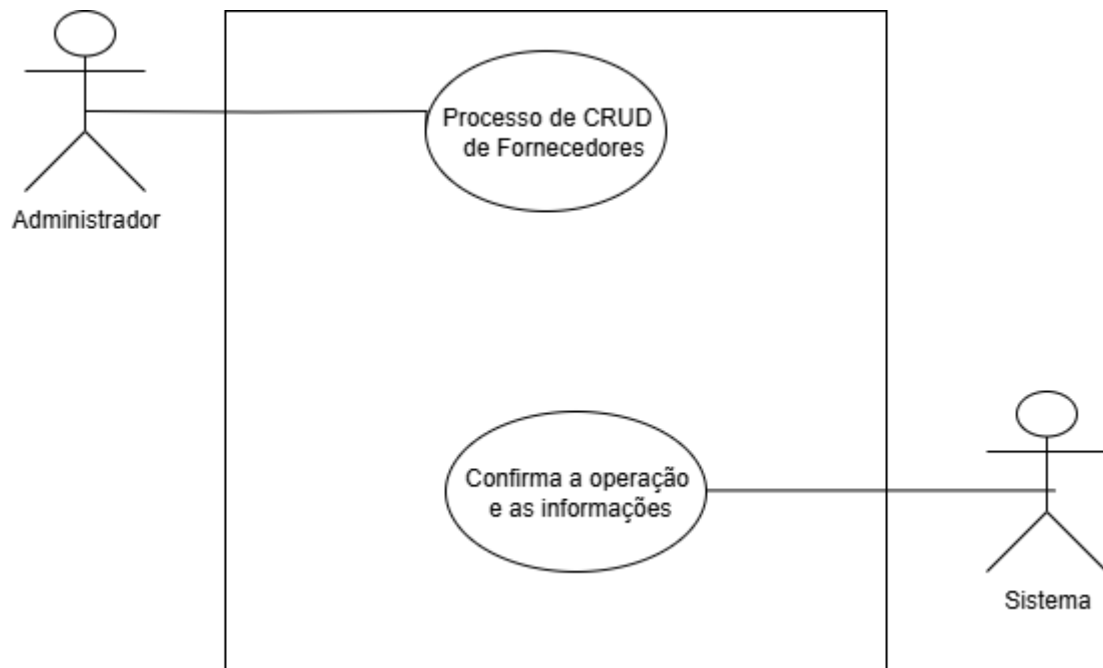 Processo de CRUD
de Fornecedores
Administrador
Confirma a operação
e as informações
Sistema